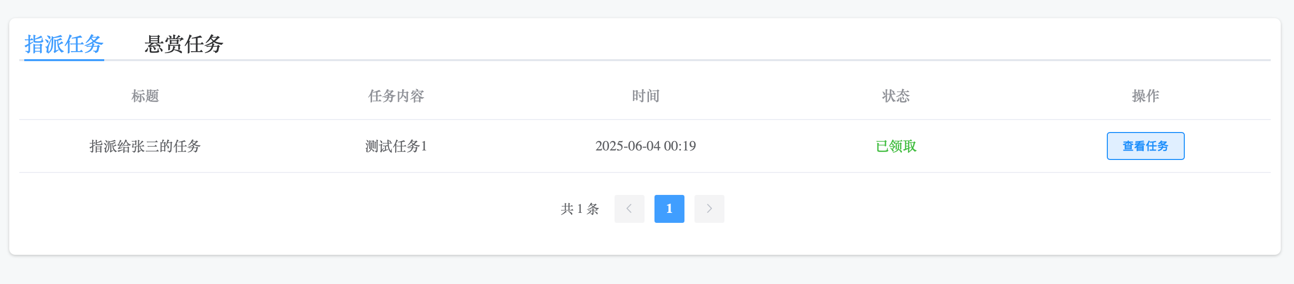 指派任务 悬赏任务
标题 任务内容 时间 状态 操作
指派给张三的任务 测试任务1 2025-06-04 00:19 已领取 查看任务
共 1 条 1